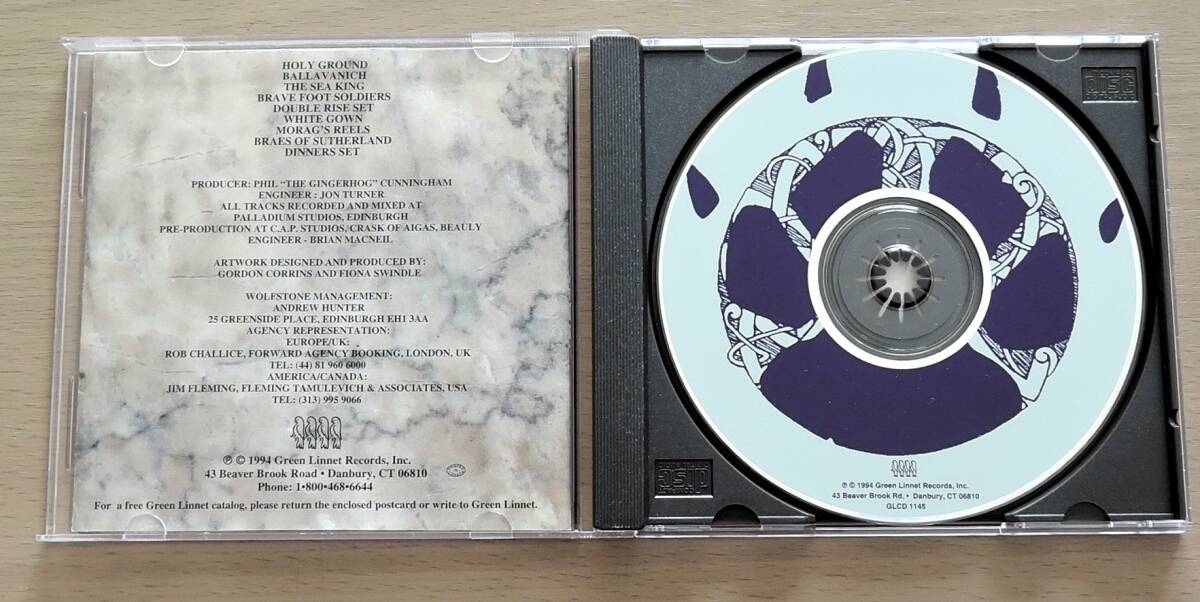 HOLY GROUND
BALLAVANICH
THE SEA KING
BRAVE FOOT SOLDIERS
DOUBLE RISE SET
WHITE GOWN
MORAG'S REELS
BRAES OF SUTHERLAND
DINNERS SET
PRODUCER: PHIL "THE GINGERHOG" CUNNINGHAM
ENGINEER : JON TURNER
ALL TRACKS RECORDED AND MIXED AT
PALLADIUM STUDIOS, EDINBURGH
PRE-PRODUCTION AT C.A.P. STUDIOS, CRASK OF AIGAS, BEAULY
ENGINEER - BRIAN MACNEIL
ARTWORK DESIGNED AND PRODUCED BY:
GORDON CORRINS AND FIONA SWINDLE
WOLFSTONE MANAGEMENT:
ANDREW HUNTER
25 GREENSIDE PLACE, EDINBURGH EH1 3AA
AGENCY REPRESENTATION:
EUROPE/UK:
ROB CHALLICE, FORWARD AGENCY BOOKING, LONDON, UK
TEL: (44) 81 960 6000
AMERICA/CANADA:
JIM FLEMING, FLEMING TAMULEVICH & ASSOCIATES, USA
TEL: (313) 995 9066
℗ © 1994 Green Linnet Records, Inc.
43 Beaver Brook Road • Danbury, CT 06810
Phone: 1•800•468•6644
For a free Green Linnet catalog, please return the enclosed postcard or write to Green Linnet.
disc
disc
℗ © 1994 Green Linnet Records, Inc.
43 Beaver Brook Rd. • Danbury, CT 06810
GLCD 1145